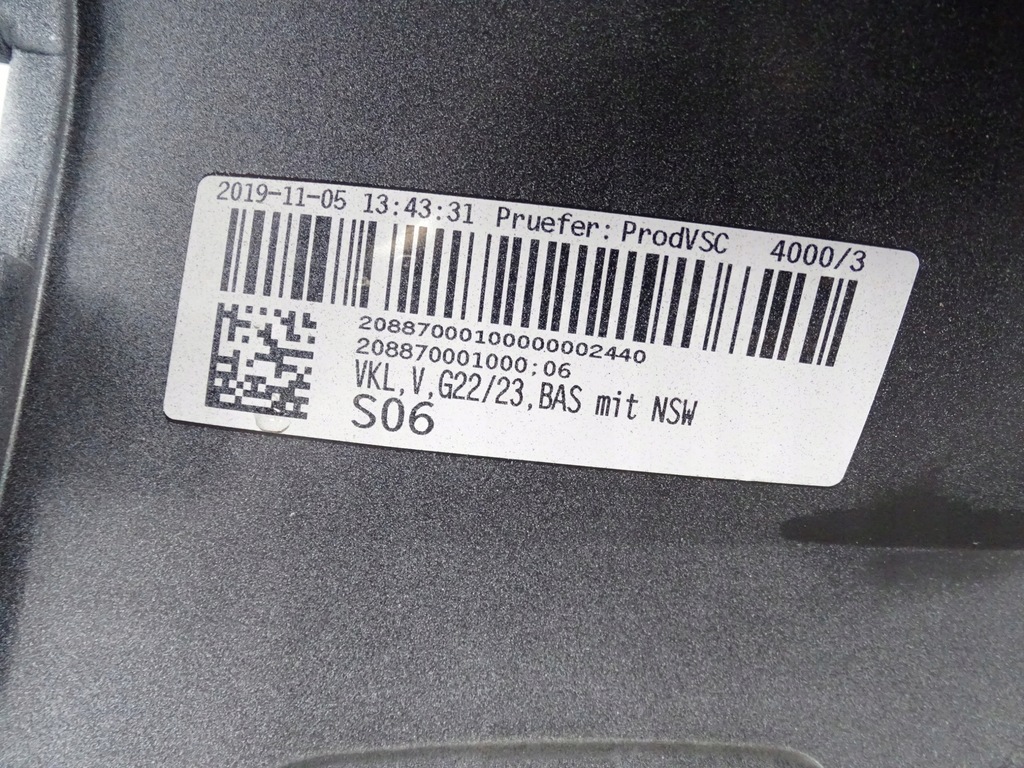 2019-11-05 13:43:31 Pruefer: ProdVSC 4000/3
20887000100000002440
208870001000;06
VKL,V,G22/23,BAS mit NSW
S06